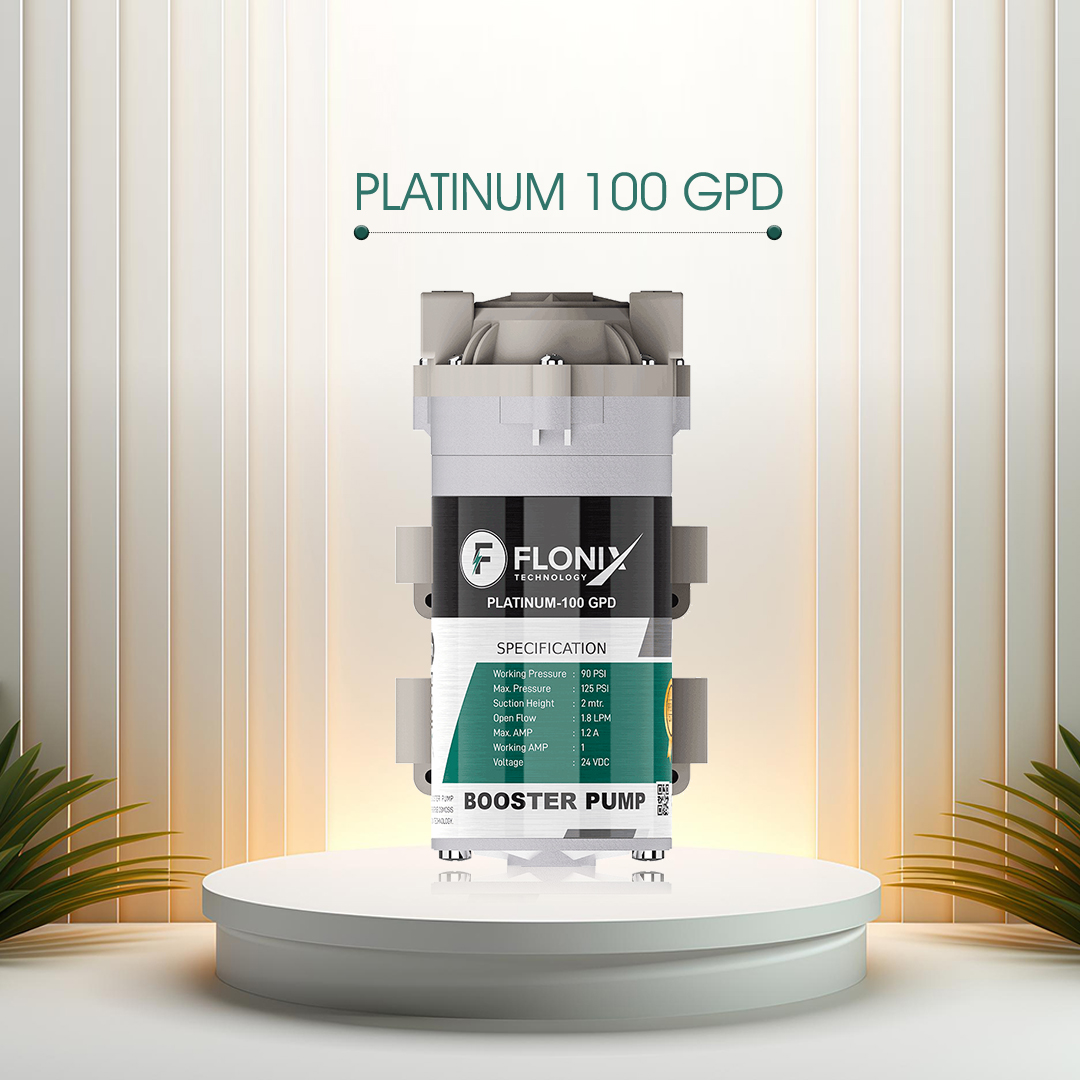 PLATINUM 100 GPD
F FLONIX
TECHNOLOGY
PLATINUM-100 GPD
SPECIFICATION
Working Pressure : 90 PSI
Max. Pressure : 125 PSI
Suction Height : 2 mtr.
Open Flow : 1.8 LPM
Max. AMP : 1.2 A
Working AMP : 1
Voltage : 24 VDC
BOOSTER PUMP
PUMP
TECHNOLOGY.